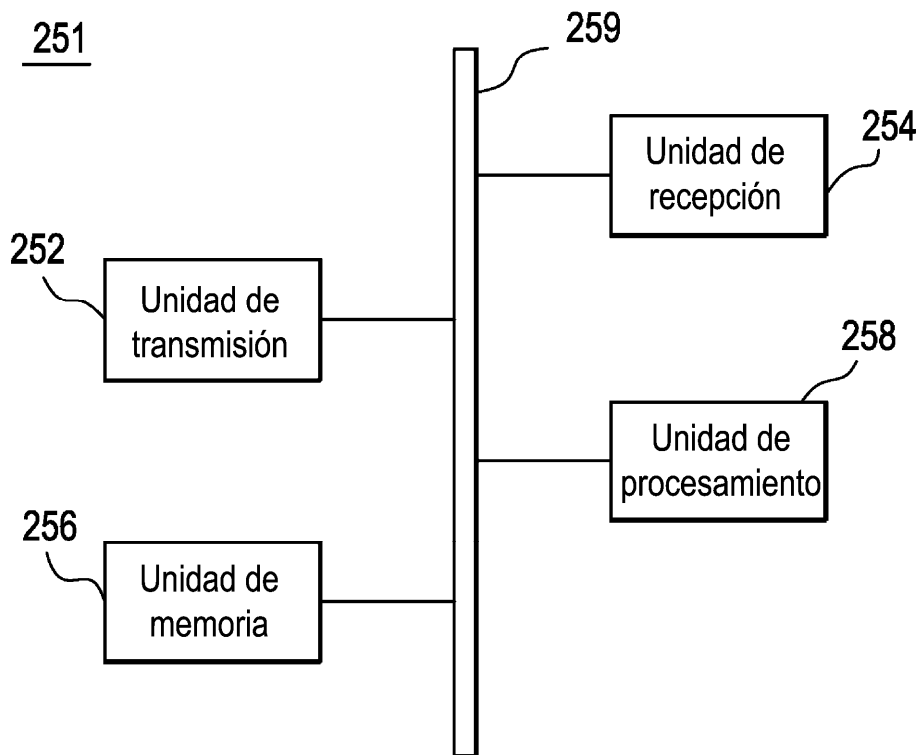 251
259
Unidad de
recepción
254
252
Unidad de
transmisión
258
Unidad de
procesamiento
256
Unidad de
memoria